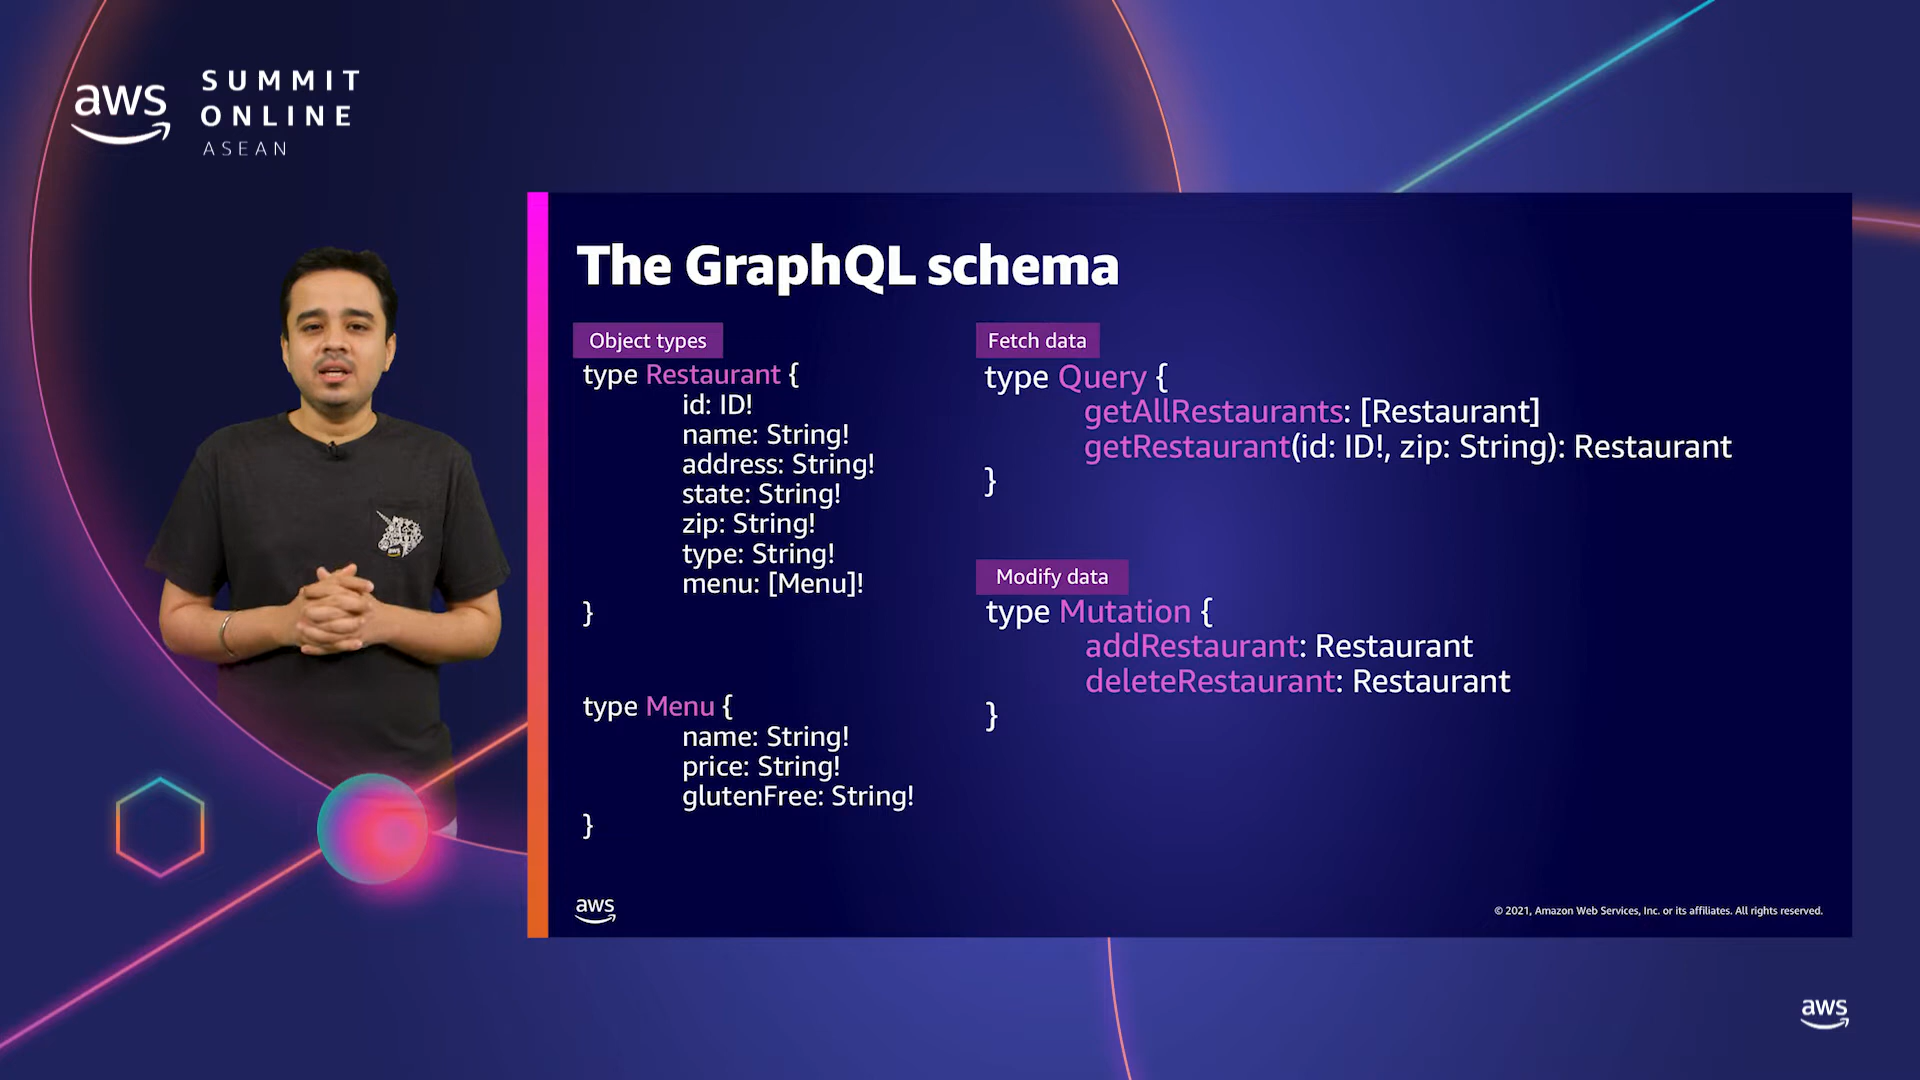 aws
SUMMIT
ONLINE
ASEAN
The GraphQL schema
Object types
type Restaurant {
id: ID!
name: String!
address: String!
state: String!
zip: String!
type: String!
menu: [Menu]!
}
type Menu {
name: String!
price: String!
glutenFree: String!
}
Fetch data
type Query {
getAllRestaurants: [Restaurant]
getRestaurant(id: ID!, zip: String): Restaurant
}
Modify data
type Mutation {
addRestaurant: Restaurant
deleteRestaurant: Restaurant
}
aws
© 2021, Amazon Web Services, Inc. or its affiliates. All rights reserved.
aws
aws